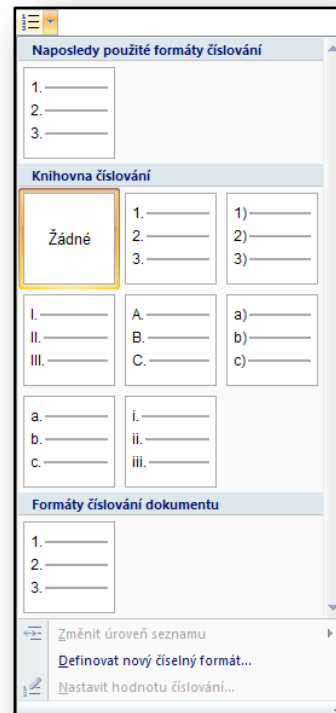 Naposledy použité formáty číslování
1.
2.
3.
Knihovna číslování
Žádné
1.
2.
3.
1)
2)
3)
I.
II.
III.
A.
B.
C.
a)
b)
c)
a.
b.
c.
i.
ii.
iii.
Formáty číslování dokumentu
1.
2.
3.
Změnit úroveň seznamu
Definovat nový číselný formát...
Nastavit hodnotu číslování...